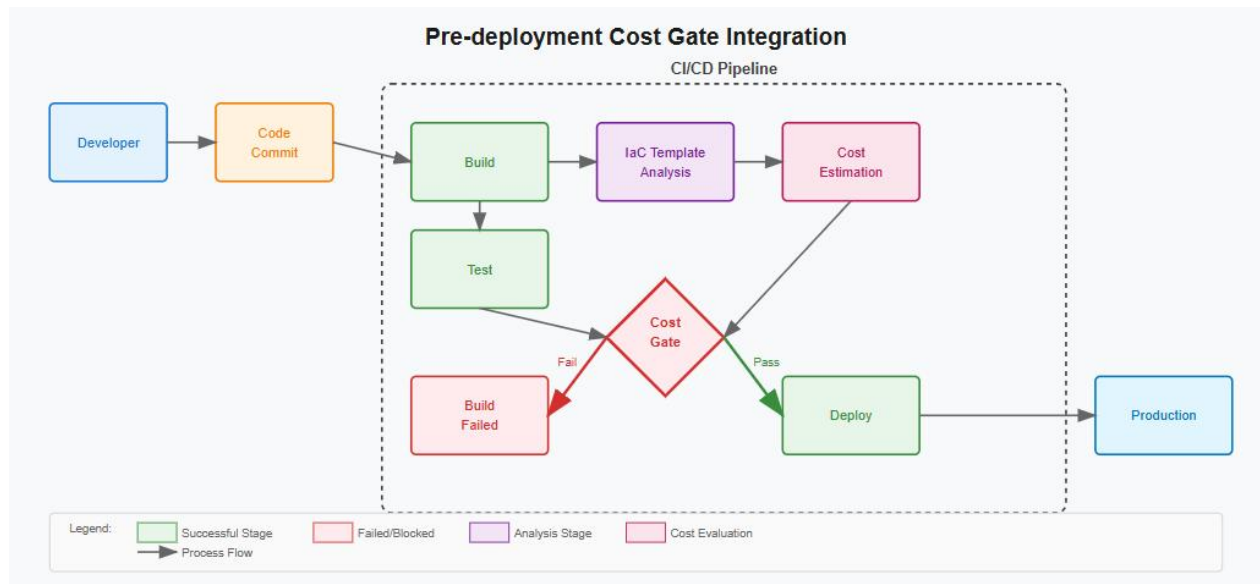 Pre-deployment Cost Gate Integration
CI/CD Pipeline
Developer
Code
Commit
Build
IaC Template
Analysis
Cost
Estimation
Test
Cost
Gate
Fail
Pass
Build
Failed
Deploy
Production
Legend:
Successful Stage
Failed/Blocked
Analysis Stage
Cost Evaluation
Process Flow